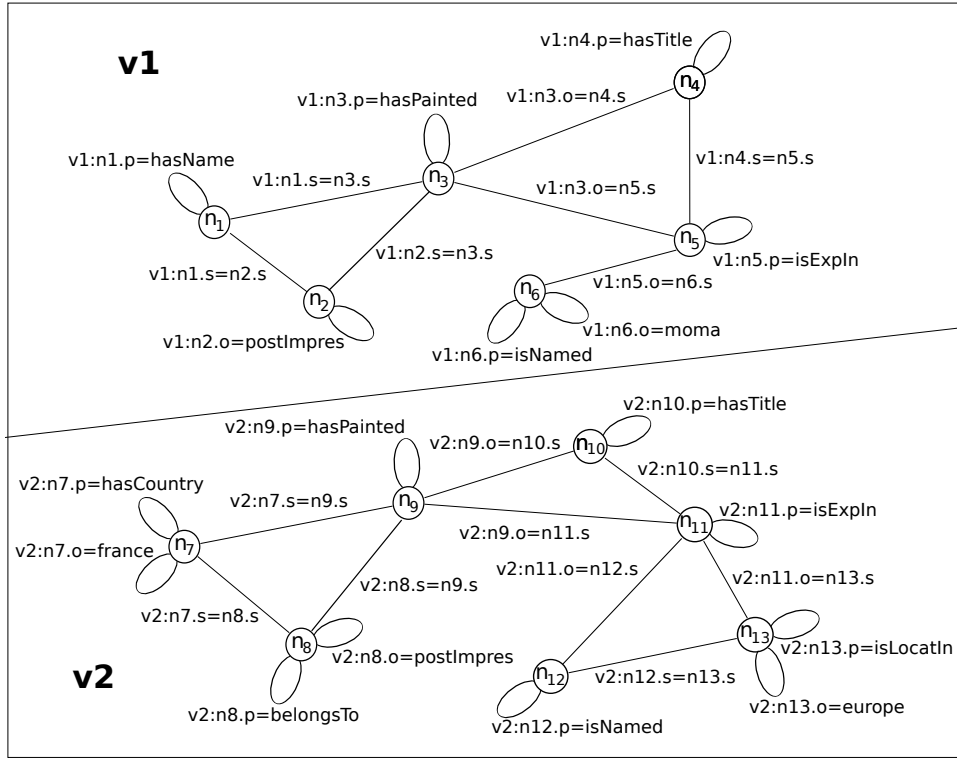 v1
v1:n4.p=hasTitle
n4
v1:n3.p=hasPainted
v1:n3.o=n4.s
v1:n1.p=hasName
v1:n1.s=n3.s
n3
v1:n3.o=n5.s
v1:n4.s=n5.s
n1
v1:n2.s=n3.s
n5
v1:n1.s=n2.s
v1:n5.p=isExpIn
v1:n5.o=n6.s
n2
n6
v1:n2.o=postImpres
v1:n6.o=moma
v1:n6.p=isNamed
v2:n10.p=hasTitle
v2:n9.p=hasPainted
v2:n9.o=n10.s
n10
v2:n10.s=n11.s
v2:n7.p=hasCountry
v2:n7.s=n9.s
n9
v2:n11.p=isExpIn
n11
v2:n9.o=n11.s
v2:n7.o=france
n7
v2:n11.o=n12.s
v2:n8.s=n9.s
v2:n11.o=n13.s
v2:n7.s=n8.s
n8
n13
v2:n8.o=postImpres
v2:n13.p=isLocatIn
v2
n12
v2:n12.s=n13.s
v2:n13.o=europe
v2:n8.p=belongsTo
v2:n12.p=isNamed